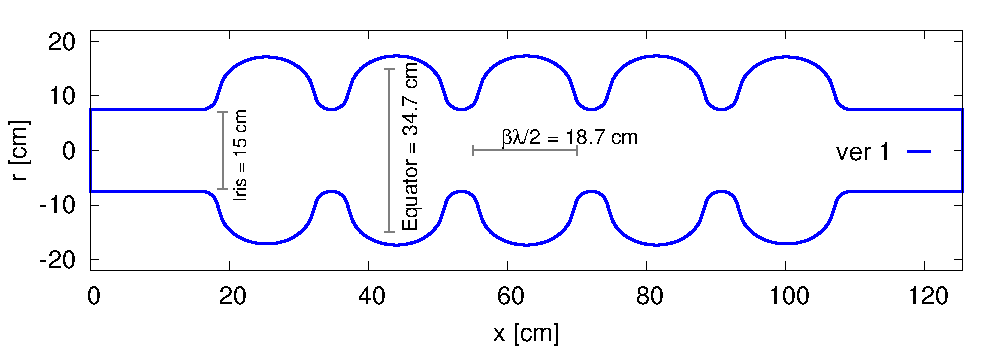 20
10
0
-10
-20
r [cm]
Iris = 15 cm
Equator = 34.7 cm
βλ/2 = 18.7 cm
ver 1
0 20 40 60 80 100 120
x [cm]